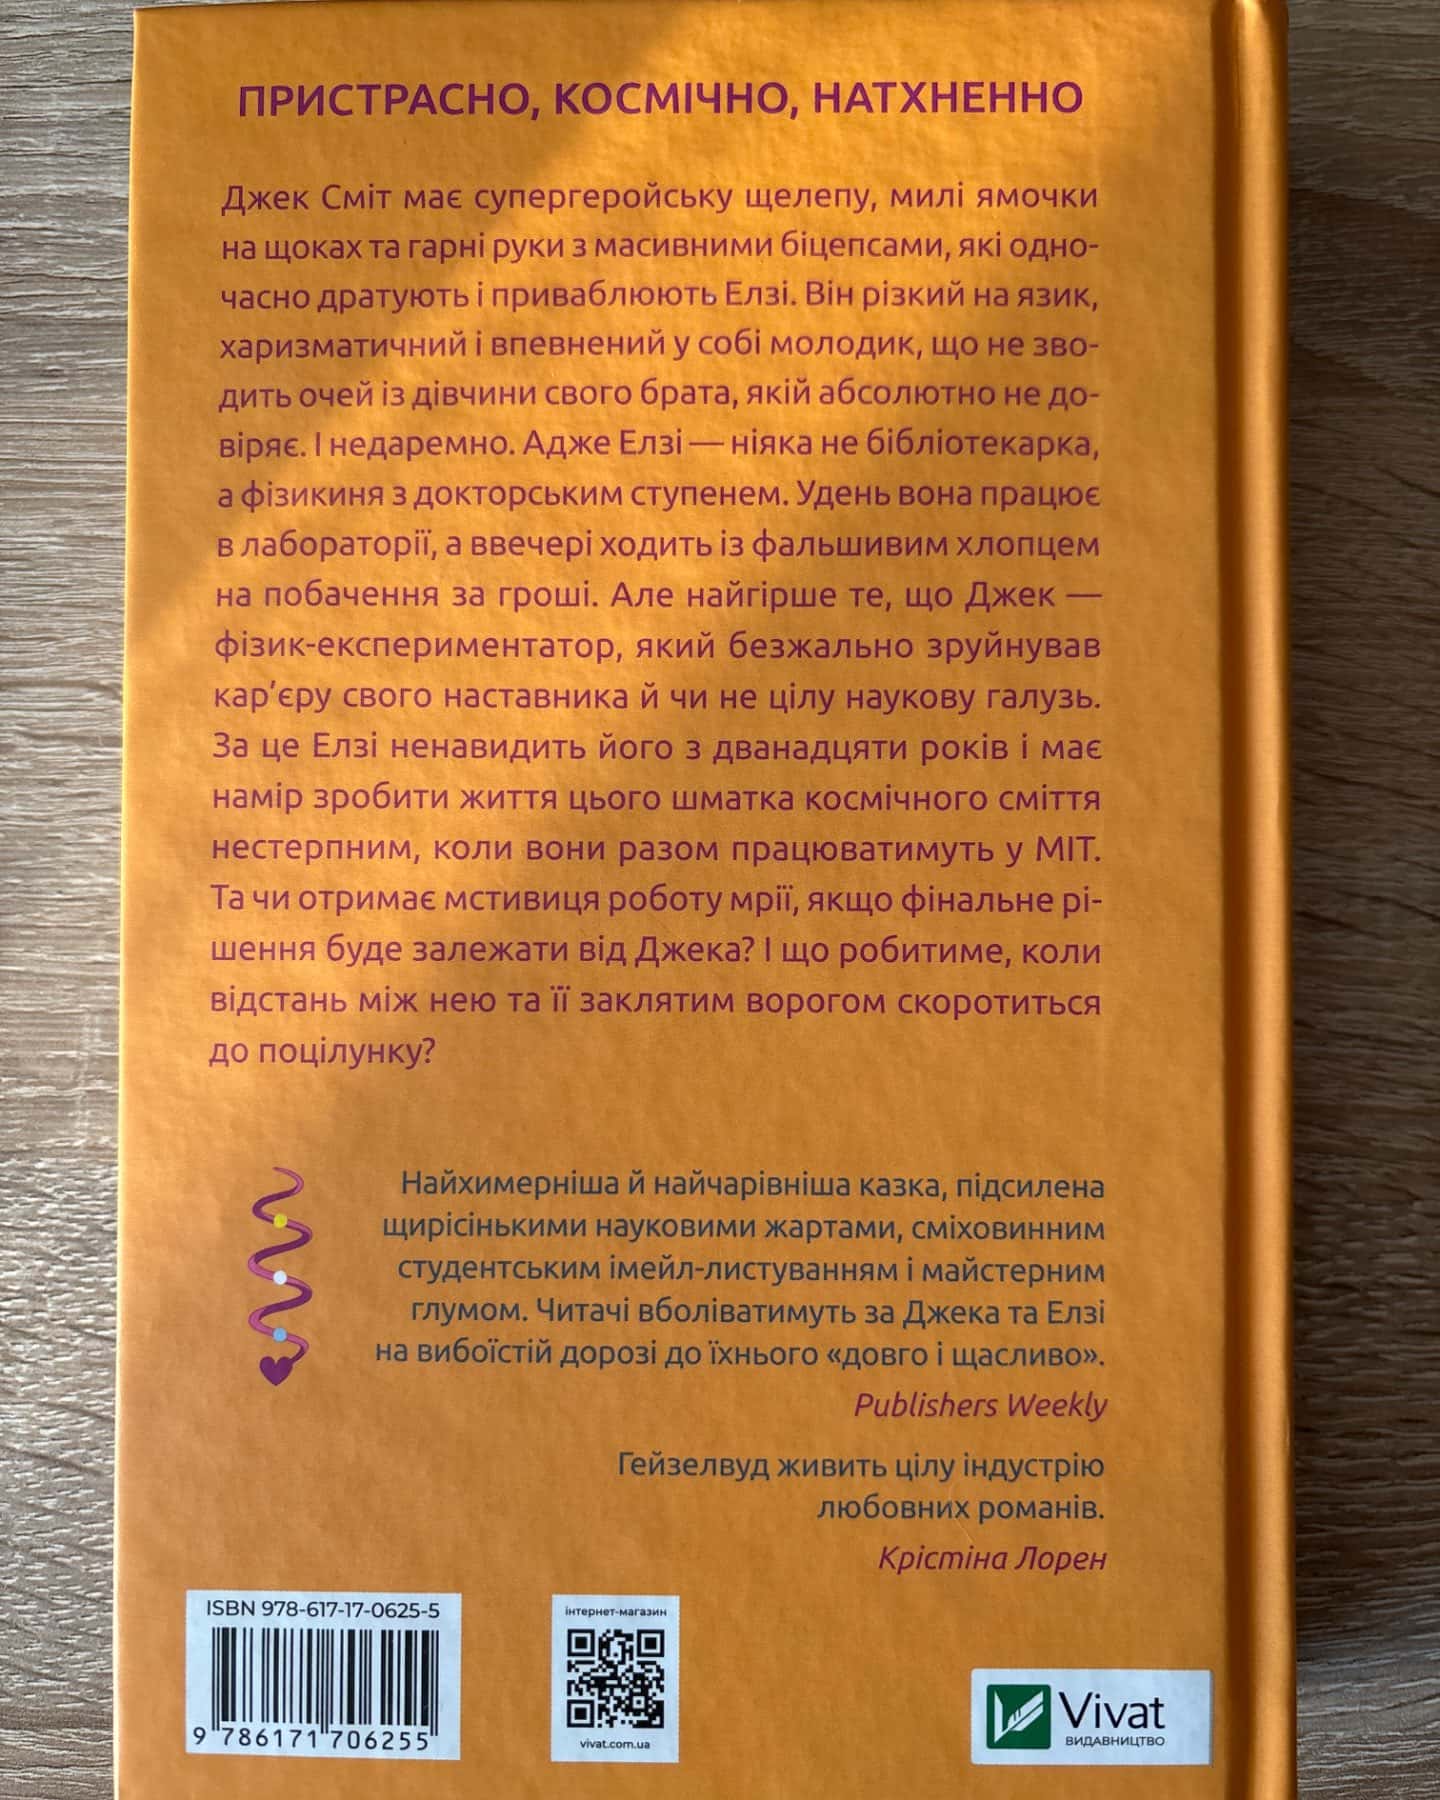 ПРИСТРАСНО, КОСМІЧНО, НАТХНЕННО
Джек Сміт має супергеройську щелепу, милі ямочки
на щоках та гарні руки з масивними біцепсами, які одно-
часно дратують і приваблюють Елзі. Він різкий на язик,
харизматичний і впевнений у собі молодик, що не зво-
дить очей із дівчини свого брата, якій абсолютно не до-
віряє. І недаремно. Адже Елзі — ніяка не бібліотекарка,
а фізикиня з докторським ступенем. Удень вона працює
в лабораторії, а ввечері ходить із фальшивим хлопцем
на побачення за гроші. Але найгірше те, що Джек —
фізик-експериментатор, який безжально зруйнував
кар’єру свого наставника й чи не цілу наукову галузь.
За це Елзі ненавидить його з дванадцяти років і має
намір зробити життя цього шматка космічного сміття
нестерпним, коли вони разом працюватимуть у МІТ.
Та чи отримає мстивиця роботу мрії, якщо фінальне рі-
шення буде залежати від Джека? І що робитиме, коли
відстань між нею та її заклятим ворогом скоротиться
до поцілунку?
Найхимерніша й найчарівніша казка, підсилена
щирісінькими науковими жартами, сміховинним
студентським імейл-листуванням і майстерним
глумом. Читачі вболіватимуть за Джека та Елзі
на вибоїстій дорозі до їхнього «довго і щасливо».
Publishers Weekly
Гейзелвуд живить цілу індустрію
любовних романів.
Крістіна Лорен
ISBN 978-617-17-0625-5
9 786171 706255
інтернет-магазин
vivat.com.ua
Vivat
ВИДАВНИЦТВО